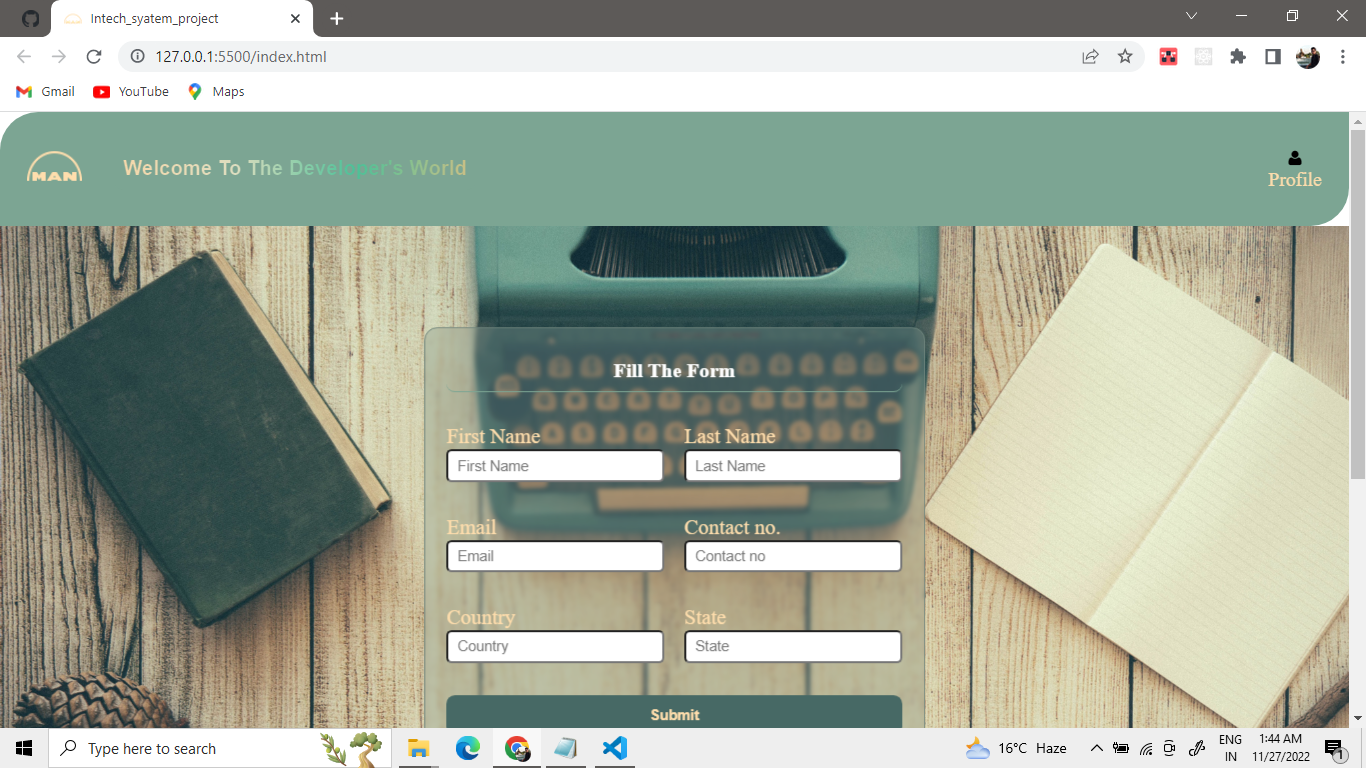 Intech_syatem_project
127.0.0.1:5500/index.html
Gmail
YouTube
Maps
MAN
Welcome To The Developer's World
Profile
Fill The Form
First Name
Last Name
First Name
Last Name
Email
Contact no.
Email
Contact no
Country
State
Country
State
Submit
Type here to search
16°C Haze
ENG
IN
1:44 AM
11/27/2022
1